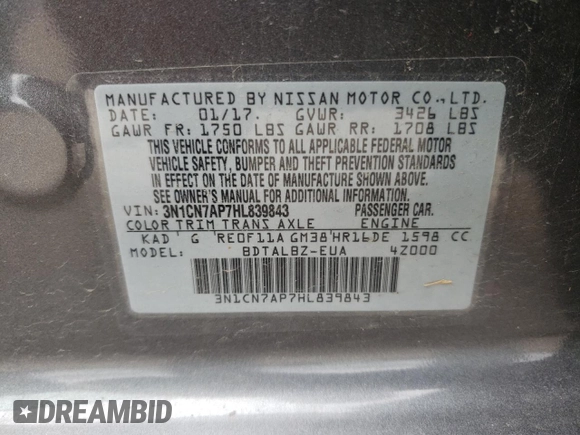 MANUFACTURED BY NISSAN MOTOR CO.,LTD.
DATE: 01/17. GVWR: 3426 LBS
GAWR FR: 1750 LBS GAWR RR: 1708 LBS
THIS VEHICLE CONFORMS TO ALL APPLICABLE FEDERAL MOTOR
VEHICLE SAFETY, BUMPER AND THEFT PREVENTION STANDARDS
IN EFFECT ON THE DATE OF MANUFACTURE SHOWN ABOVE.
SEE OWNER'S MANUAL FOR ADDITIONAL INFORMATION.
VIN: 3N1CN7AP7HL839843 PASSENGER CAR.
COLOR TRIM TRANS AXLE ENGINE
KAD G RE0F11A GM38 HR16DE 1598 CC
MODEL: BDTALBZ-EUA 4Z000
3N1CN7AP7HL839843
DREAMBID